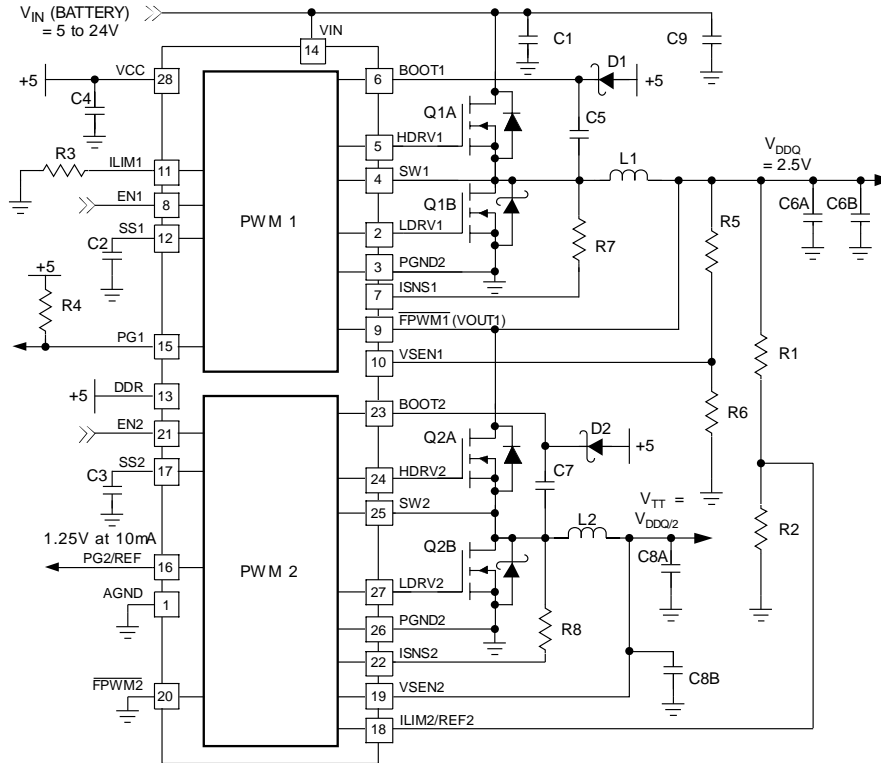 VIN (BATTERY)
= 5 to 24V
VIN
14
C1
C9
+5
VCC
28
C4
6
BOOT1
D1
+5
Q1A
C5
5
HDRV1
R3
ILIM1
11
4
SW1
L1
VDDQ
= 2.5V
EN1
8
PWM 1
Q1B
C6A
C6B
2
LDRV1
R5
SS1
12
C2
R7
3
PGND2
+5
7
ISNS1
R4
9
FPWM1 (VOUT1)
PG1
15
10
VSEN1
R1
DDR
+5
13
R6
23
BOOT2
EN2
21
D2
+5
Q2A
SS2
17
C3
24
HDRV2
C7
25
SW2
VTT =
VDDQ/2
L2
R2
1.25V at 10mA
Q2B
PG2/REF
16
C8A
PWM 2
27
LDRV2
AGND
1
26
PGND2
R8
22
ISNS2
C8B
FPWM2
20
19
VSEN2
18
ILIM2/REF2